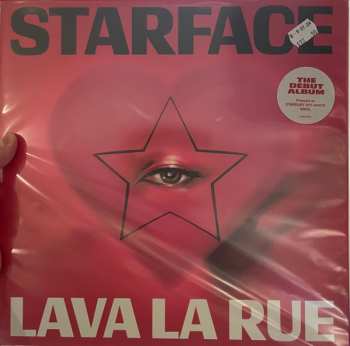 STARFACE
THE
DEBUT
ALBUM
LAVA LA RUE